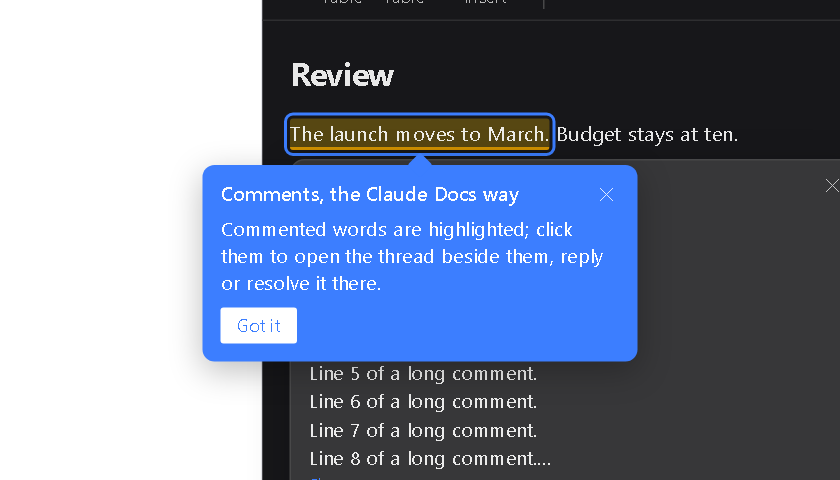 Review
The launch moves to March. Budget stays at ten.
Comments, the Claude Docs way
Commented words are highlighted; click
them to open the thread beside them, reply
or resolve it there.
Got it
Line 5 of a long comment.
Line 6 of a long comment.
Line 7 of a long comment.
Line 8 of a long comment....